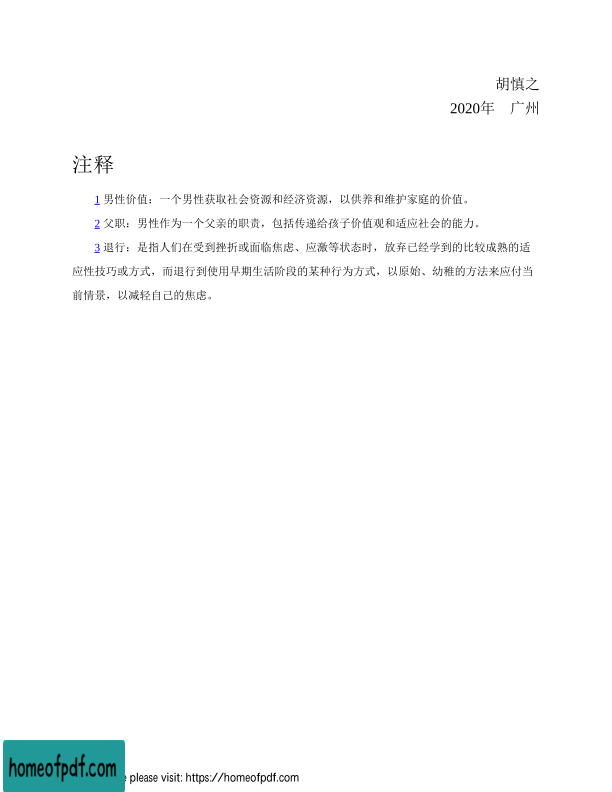 胡慎之
2020年　广州
注释
1 男性价值：一个男性获取社会资源和经济资源，以供养和维护家庭的价值。
2 父职：男性作为一个父亲的职责，包括传递给孩子价值观和适应社会的能力。
3 退行：是指人们在受到挫折或面临焦虑、应激等状态时，放弃已经学到的比较成熟的适
应性技巧或方式，而退行到使用早期生活阶段的某种行为方式，以原始、幼稚的方法来应付当
前情景，以减轻自己的焦虑。
homeofpdf.com
please visit: https://homeofpdf.com